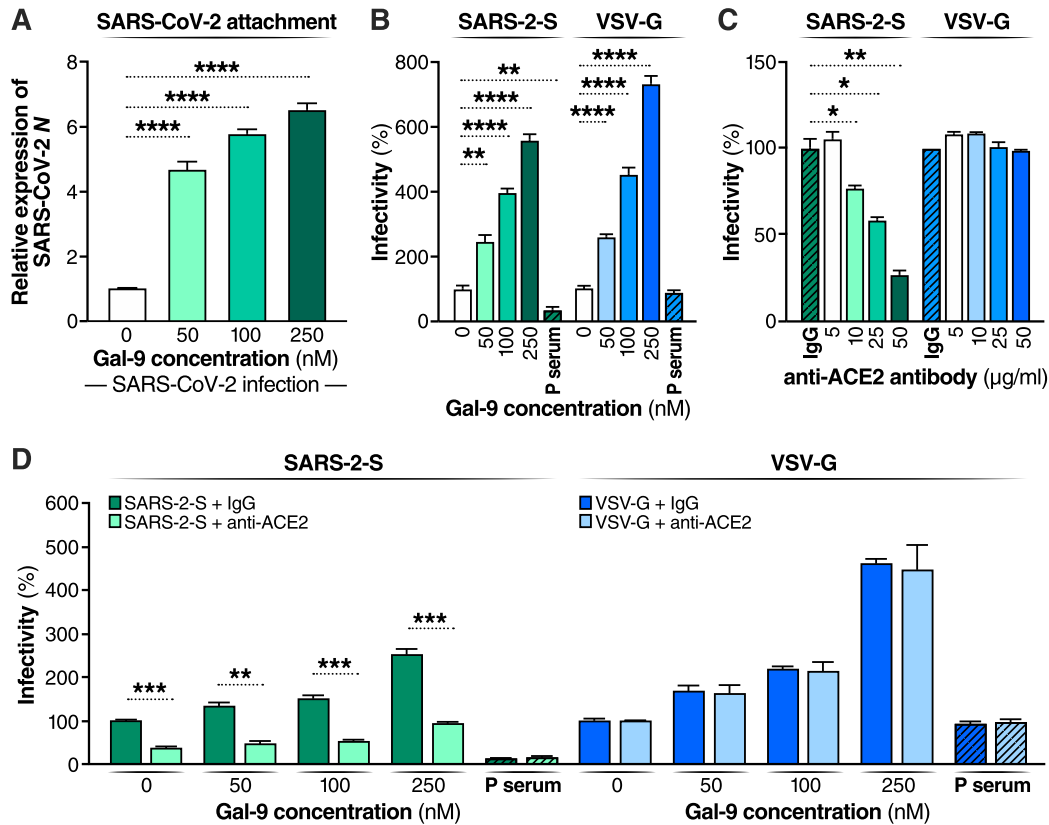 A
SARS-CoV-2 attachment
Relative expression of
SARS-CoV-2 N
8
6
4
2
0
****
****
****
0 50 100 250
Gal-9 concentration (nM)
— SARS-CoV-2 infection —
B
SARS-2-S VSV-G
Infectivity (%)
800
600
400
200
0
**
****
****
**
****
****
****
0 50 100 250 P serum 0 50 100 250 P serum
Gal-9 concentration (nM)
C
SARS-2-S VSV-G
Infectivity (%)
150
100
50
0
**
*
*
IgG 5 10 25 50 IgG 5 10 25 50
anti-ACE2 antibody (μg/ml)
D
SARS-2-S VSV-G
SARS-2-S + IgG
SARS-2-S + anti-ACE2
VSV-G + IgG
VSV-G + anti-ACE2
Infectivity (%)
600
500
400
300
200
100
0
***
**
***
***
0 50 100 250 P serum 0 50 100 250 P serum
Gal-9 concentration (nM) Gal-9 concentration (nM)